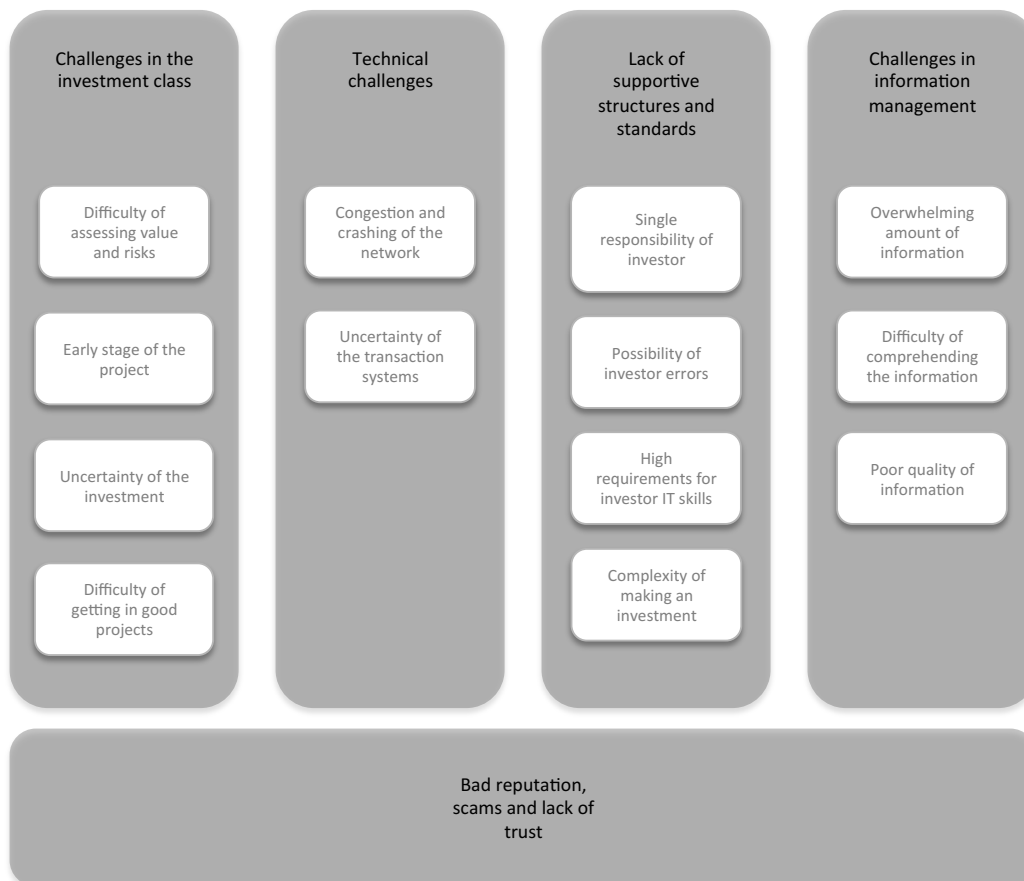 Challenges in the
investment class
Difficulty of
assessing value
and risks
Early stage of the
project
Uncertainty of the
investment
Difficulty of
getting in good
projects
Technical
challenges
Congestion and
crashing of the
network
Uncertainty of
the transaction
systems
Lack of
supportive
structures and
standards
Single
responsibility of
investor
Possibility of
investor errors
High
requirements for
investor IT skills
Complexity of
making an
investment
Challenges in
information
management
Overwhelming
amount of
information
Difficulty of
comprehending
the information
Poor quality of
information
Bad reputation,
scams and lack of
trust